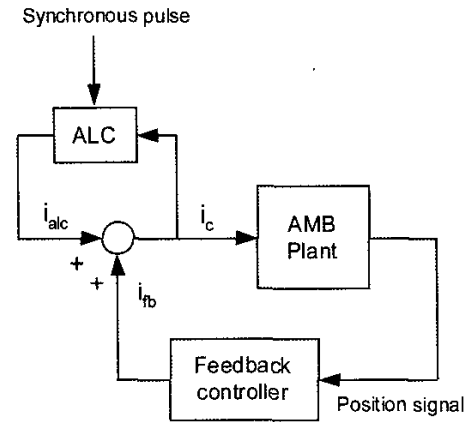 Synchronous pulse
ALC
i_alc
i_c
AMB
Plant
+
+
i_fb
Feedback
controller
Position signal